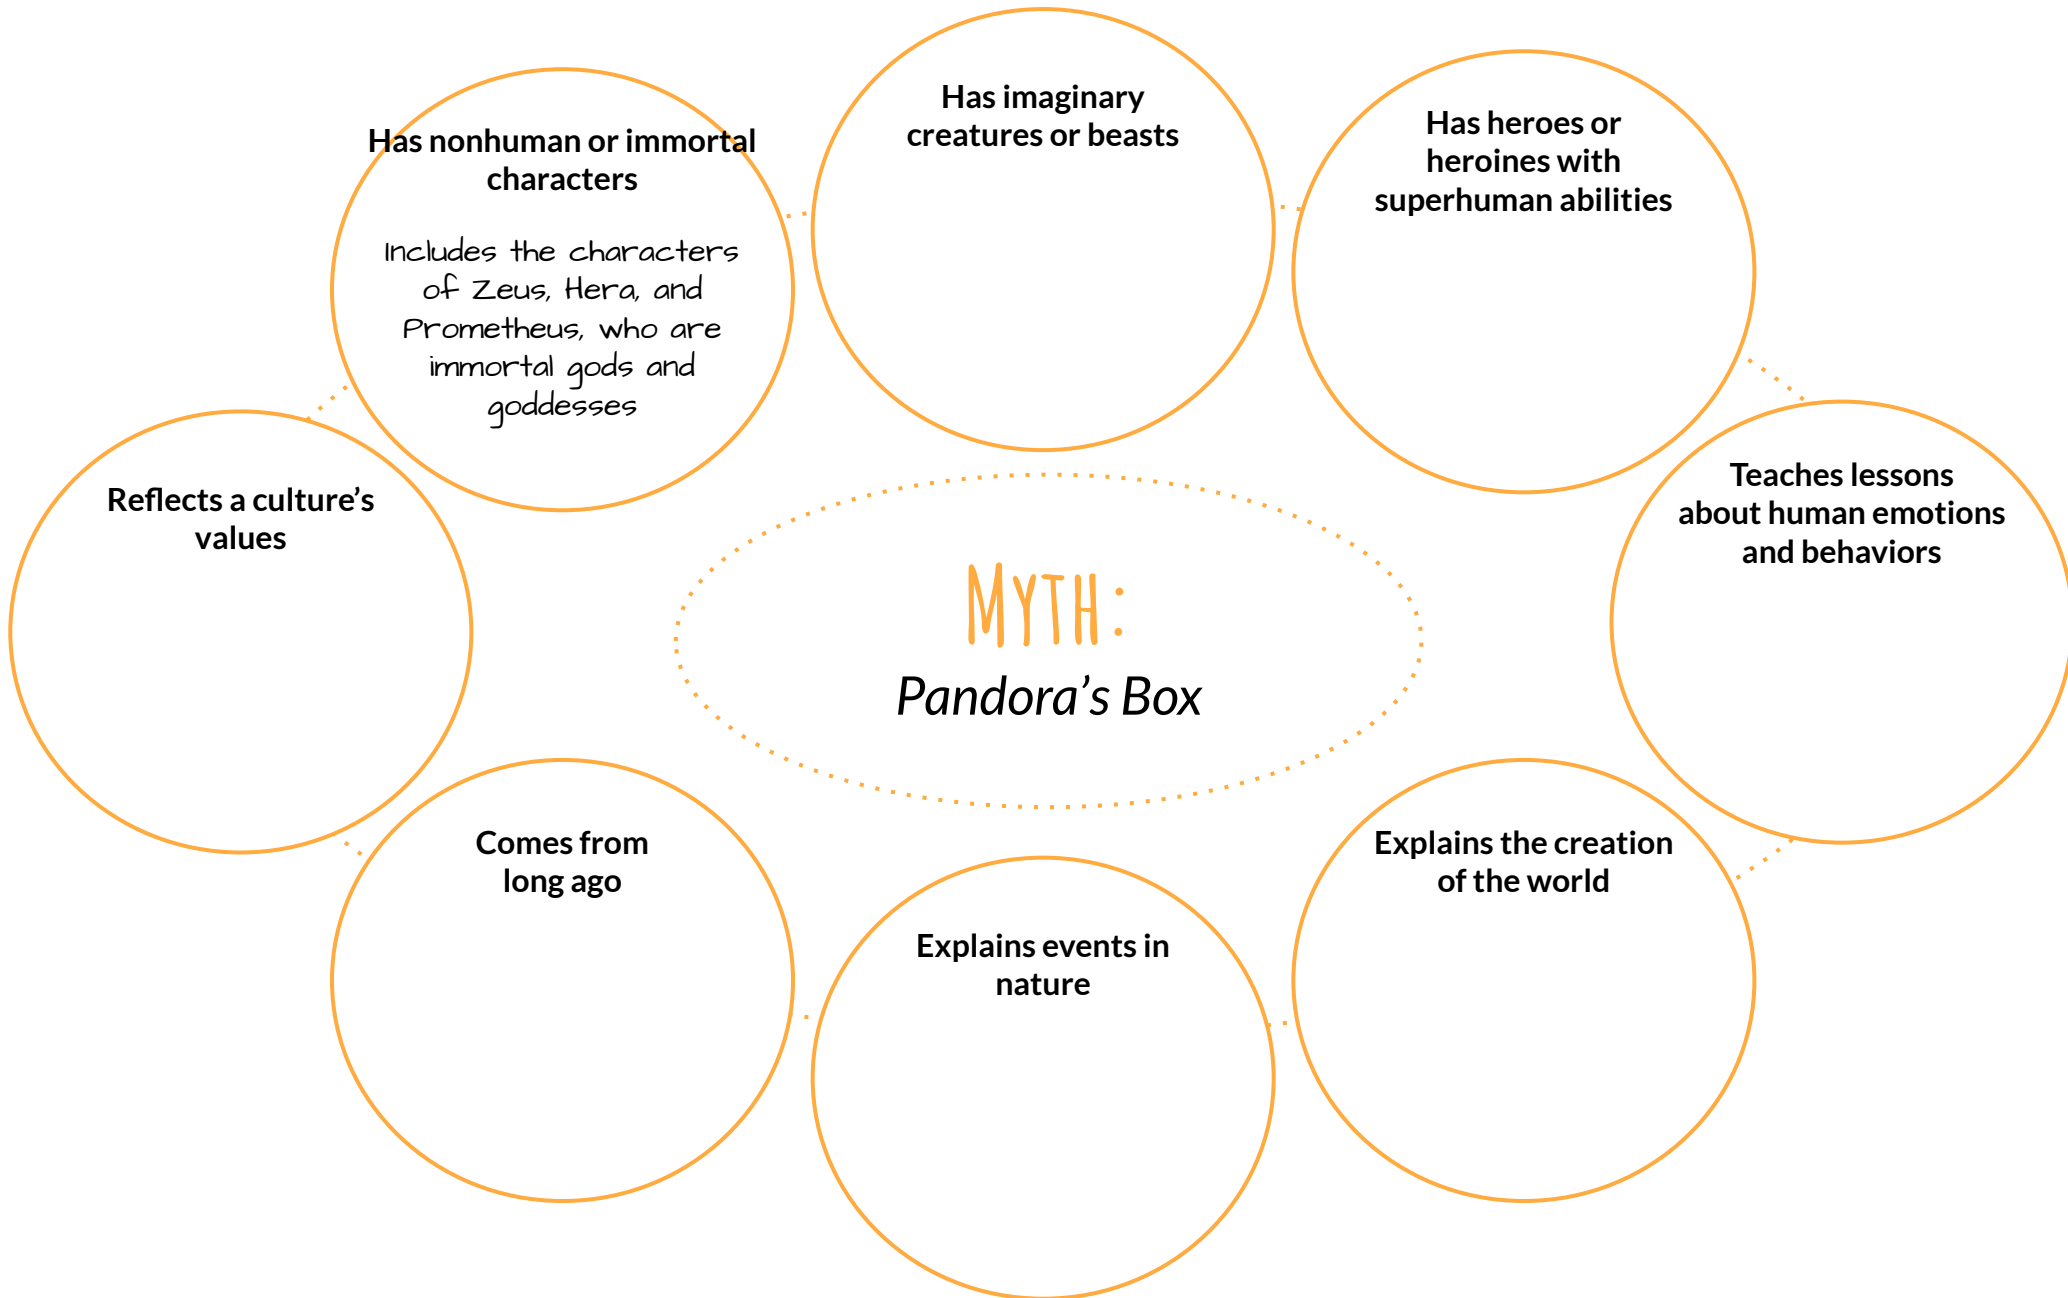 Has nonhuman or immortal
characters
Includes the characters
of Zeus, Hera, and
Prometheus, who are
immortal gods and
goddesses
Has imaginary
creatures or beasts
Has heroes or
heroines with
superhuman abilities
Reflects a culture’s
values
Teaches lessons
about human emotions
and behaviors
MYTH:
Pandora’s Box
Comes from
long ago
Explains events in
nature
Explains the creation
of the world